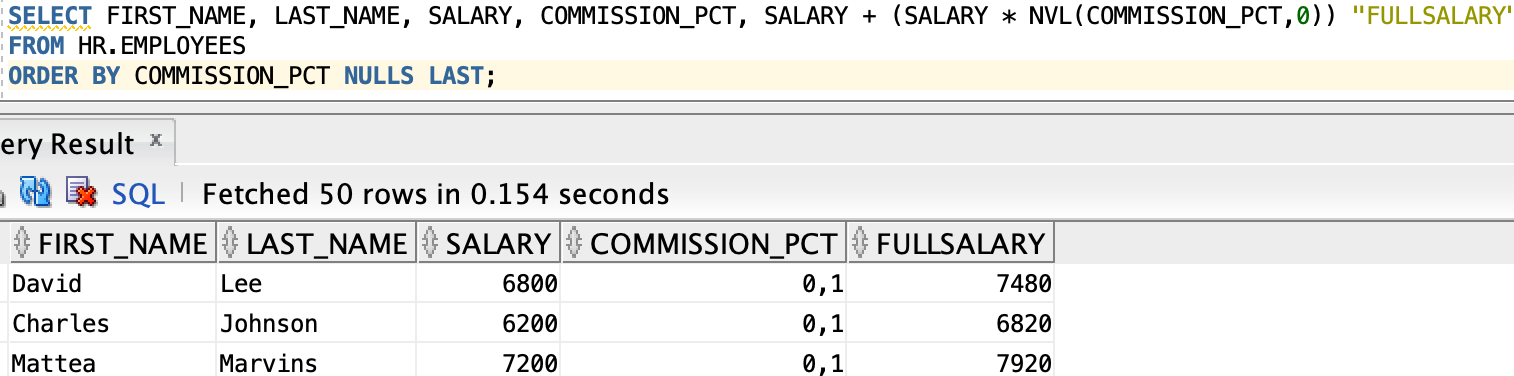 SELECT FIRST_NAME, LAST_NAME, SALARY, COMMISSION_PCT, SALARY + (SALARY * NVL(COMMISSION_PCT,0)) "FULLSALARY"
FROM HR.EMPLOYEES
ORDER BY COMMISSION_PCT NULLS LAST;
ery Result x
SQL | Fetched 50 rows in 0.154 seconds
FIRST_NAME LAST_NAME SALARY COMMISSION_PCT FULLSALARY
David Lee 6800 0,1 7480
Charles Johnson 6200 0,1 6820
Mattea Marvins 7200 0,1 7920